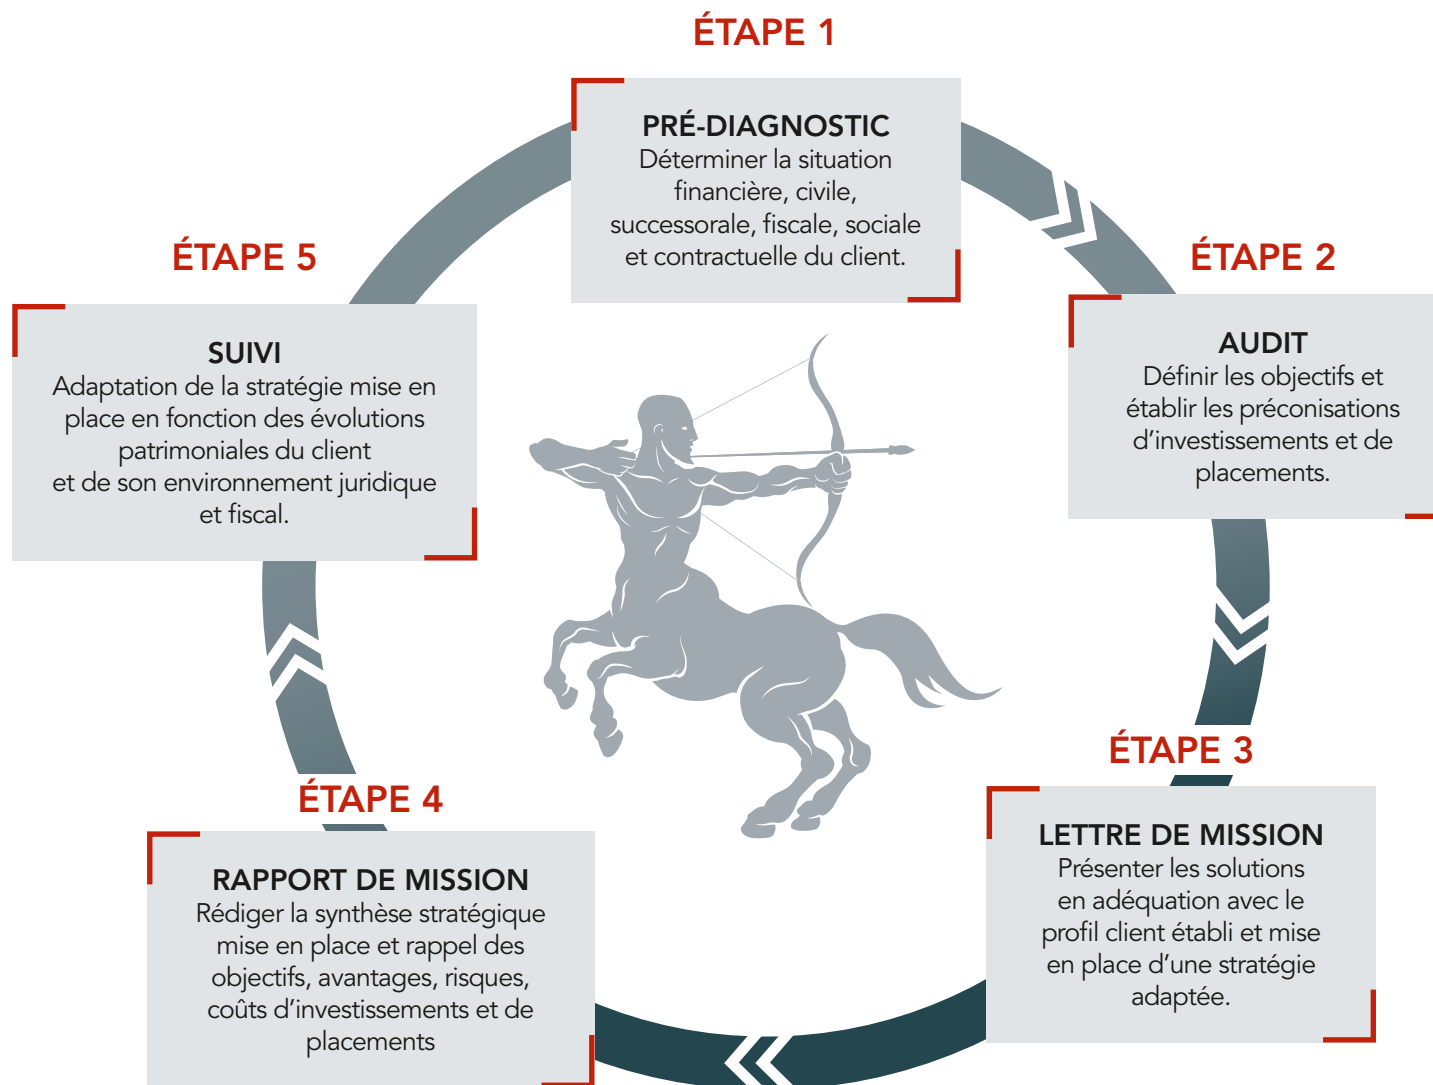 ÉTAPE 1
PRÉ-DIAGNOSTIC
Déterminer la situation
financière, civile,
successorale, fiscale, sociale
et contractuelle du client.
ÉTAPE 2
AUDIT
Définir les objectifs et
établir les préconisations
d’investissements et de
placements.
ÉTAPE 3
LETTRE DE MISSION
Présenter les solutions
en adéquation avec le
profil client établi et mise
en place d’une stratégie
adaptée.
ÉTAPE 4
RAPPORT DE MISSION
Rédiger la synthèse stratégique
mise en place et rappel des
objectifs, avantages, risques,
coûts d’investissements et de
placements
ÉTAPE 5
SUIVI
Adaptation de la stratégie mise en
place en fonction des évolutions
patrimoniales du client
et de son environnement juridique
et fiscal.